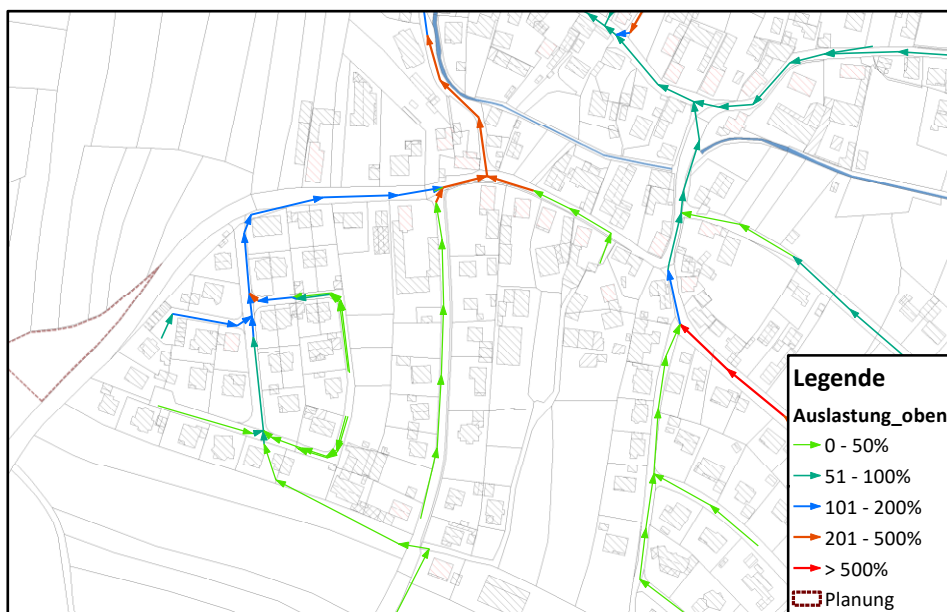 Legende
Auslastung_oben
0 - 50%
51 - 100%
101 - 200%
201 - 500%
> 500%
Planung